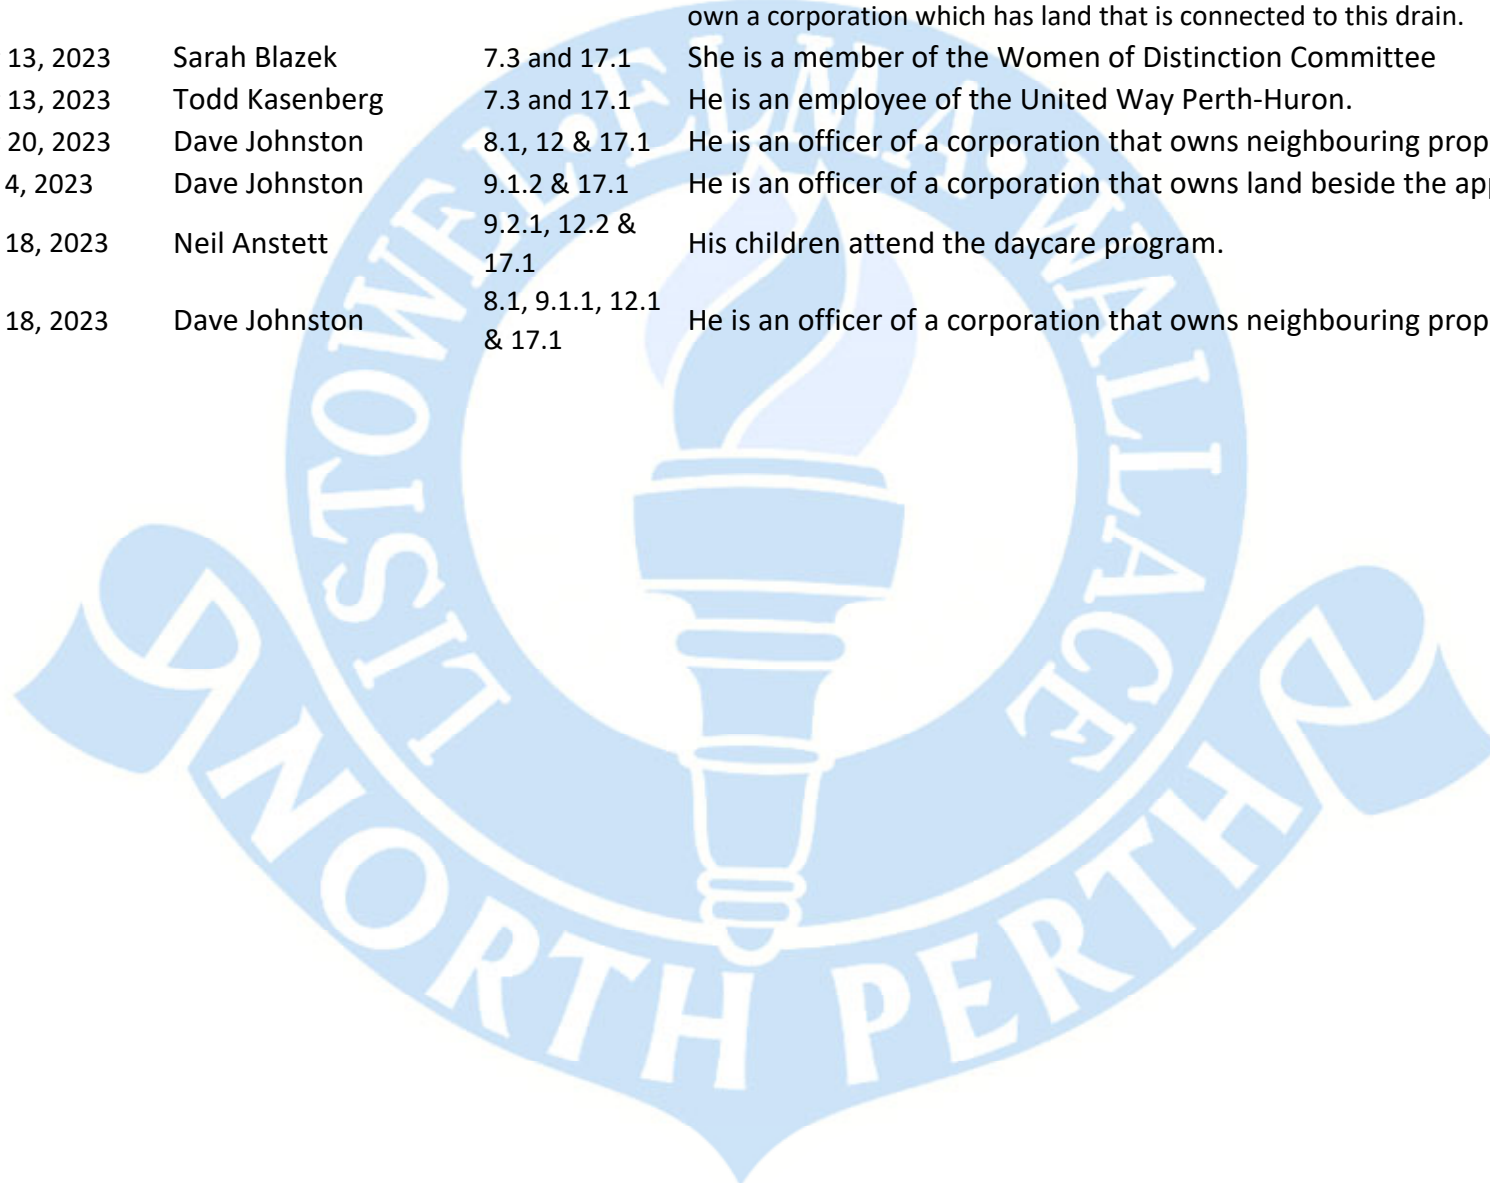 own a corporation which has land that is connected to this drain.
13, 2023 Sarah Blazek 7.3 and 17.1 She is a member of the Women of Distinction Committee
13, 2023 Todd Kasenberg 7.3 and 17.1 He is an employee of the United Way Perth-Huron.
20, 2023 Dave Johnston 8.1, 12 & 17.1 He is an officer of a corporation that owns neighbouring prop
4, 2023 Dave Johnston 9.1.2 & 17.1 He is an officer of a corporation that owns land beside the app
18, 2023 Neil Anstett 9.2.1, 12.2 &
17.1 His children attend the daycare program.
18, 2023 Dave Johnston 8.1, 9.1.1, 12.1
& 17.1 He is an officer of a corporation that owns neighbouring prop
LISTOWEL • ELMA • WALLACE
NORTH PERTH